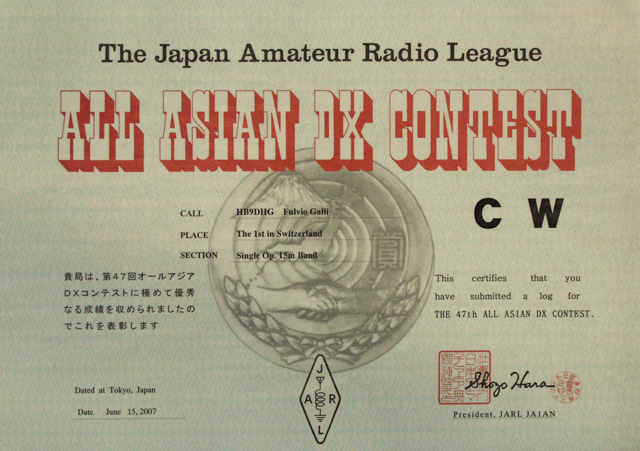 The Japan Amateur Radio League
ALL ASIAN DX CONTEST
C W
CALL HB9DHG Fulvio Galli
PLACE The 1st in Switzerland
SECTION Single Op. 15m Band
貴局は、第47回オールアジア
DXコンテストに極めて優秀
なる成績を収められましたの
でこれを表彰します
This certifies that you
have submitted a log for
THE 47th ALL ASIAN DX CONTEST.
J
A R
L
Dated at Tokyo, Japan
Date June 15, 2007
Shozo Hara
President, JARL JA1AN